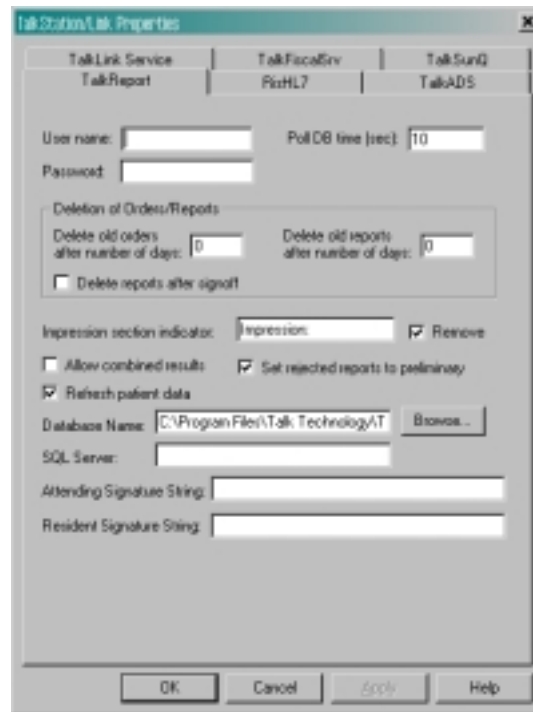 TalkStation/Link Properties
TalkLink Service TalkFiscalSrv TalkSunQ
TalkReport RistHL7 TalkADS
User name: Poll DB time (sec): 10
Password:
Deletion of Orders/Reports
Delete old orders
after number of days: 0
Delete old reports
after number of days: 0
Delete reports after signoff
Impression section indicator: Impression: Remove
Allow combined results Set rejected reports to preliminary
Refresh patient data
Database Name: C:\Program Files\Talk Technology\T Browse...
SQL Server:
Attending Signature String:
Resident Signature String:
OK Cancel Apply Help